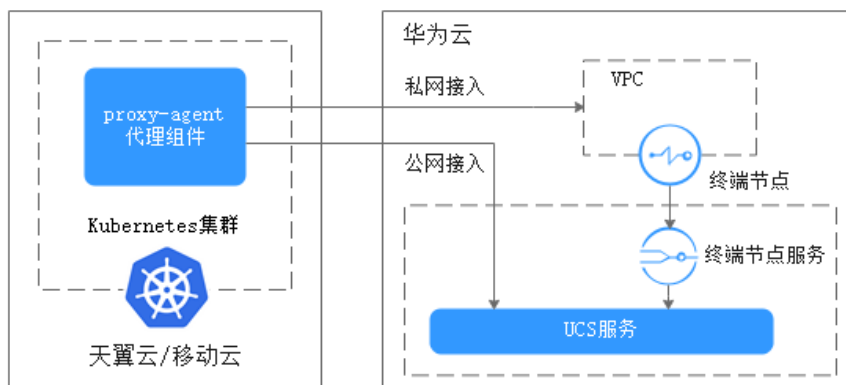 proxy-agent
代理组件
Kubernetes集群
天翼云/移动云
华为云
私网接入
VPC
公网接入
终端节点
终端节点服务
UCS服务